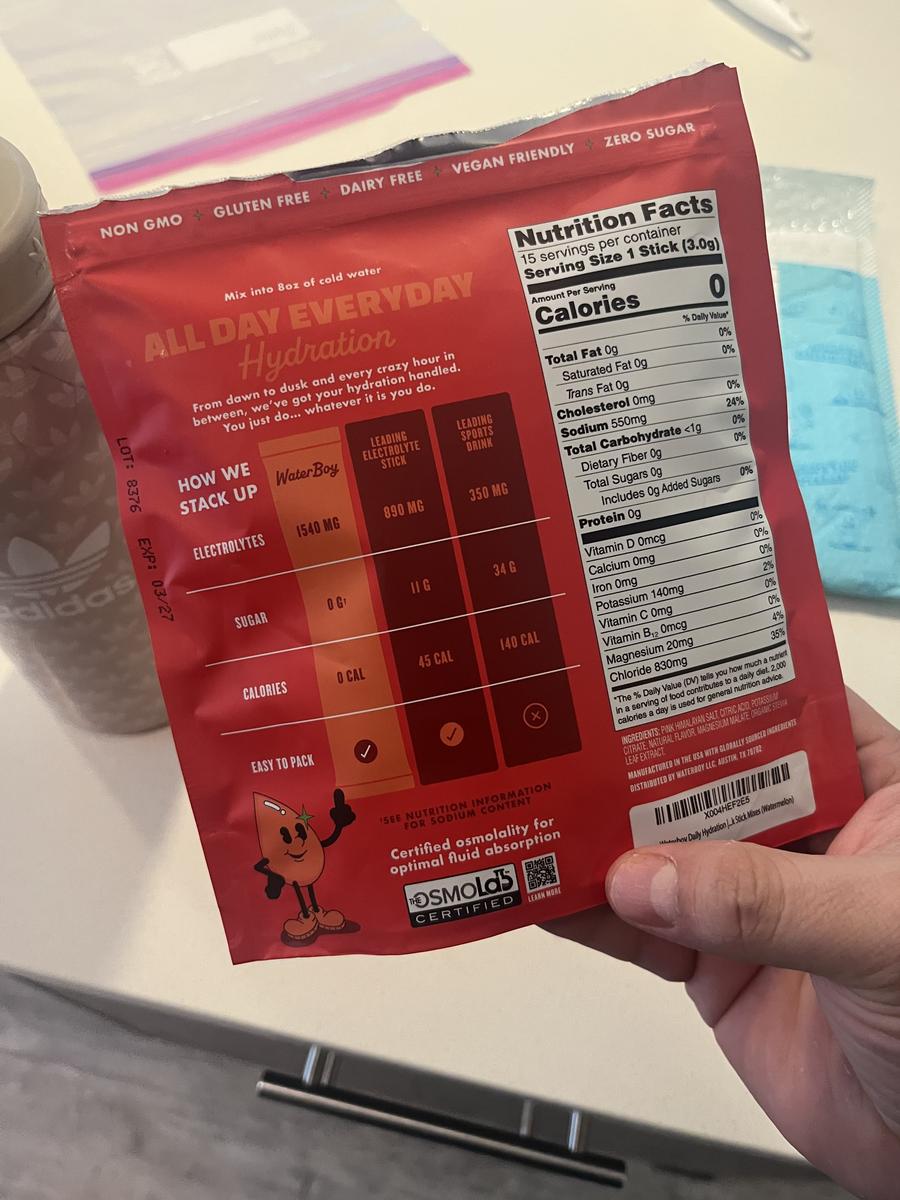 NON GMO + GLUTEN FREE + DAIRY FREE + VEGAN FRIENDLY + ZERO SUGAR
Mix into 8oz of cold water
ALL DAY EVERYDAY
Hydration
From dawn to dusk and every crazy hour in
between, we've got your hydration handled.
You just do... whatever it is you do.
HOW WE
STACK UP
WaterBoy
LEADING
ELECTROLYTE
STICK
LEADING
SPORTS
DRINK
ELECTROLYTES 1540 MG 890 MG 350 MG
SUGAR 0 G† 11 G 34 G
CALORIES 0 CAL 45 CAL 140 CAL
EASY TO PACK
†SEE NUTRITION INFORMATION
FOR SODIUM CONTENT
Certified osmolality for
optimal fluid absorption
THE OSMOLaLTS
CERTIFIED
LEARN MORE
LOT: 8376 EXP: 03/27
adidas
Nutrition Facts
15 servings per container
Serving Size 1 Stick (3.0g)
Amount Per Serving
Calories 0
% Daily Value*
Total Fat 0g 0%
Saturated Fat 0g 0%
Trans Fat 0g
Cholesterol 0mg 0%
Sodium 550mg 24%
Total Carbohydrate <1g 0%
Dietary Fiber 0g 0%
Total Sugars 0g
Includes 0g Added Sugars 0%
Protein 0g
Vitamin D 0mcg 0%
Calcium 0mg 0%
Iron 0mg 0%
Potassium 140mg 2%
Vitamin C 0mg 0%
Vitamin B12 0mcg 0%
Magnesium 20mg 4%
Chloride 830mg 35%
*The % Daily Value (DV) tells you how much a nutrient
in a serving of food contributes to a daily diet. 2,000
calories a day is used for general nutrition advice.
INGREDIENTS: PINK HIMALAYAN SALT, CITRIC ACID, POTASSIUM
CITRATE, NATURAL FLAVOR, MAGNESIUM MALATE, ORGANIC STEVIA
LEAF EXTRACT.
MANUFACTURED IN THE USA WITH GLOBALLY SOURCED INGREDIENTS
DISTRIBUTED BY WATERBOY LLC. AUSTIN, TX 78702
X004HEF2E5
Waterboy Daily Hydration [...k Stick Mixes (Watermelon)